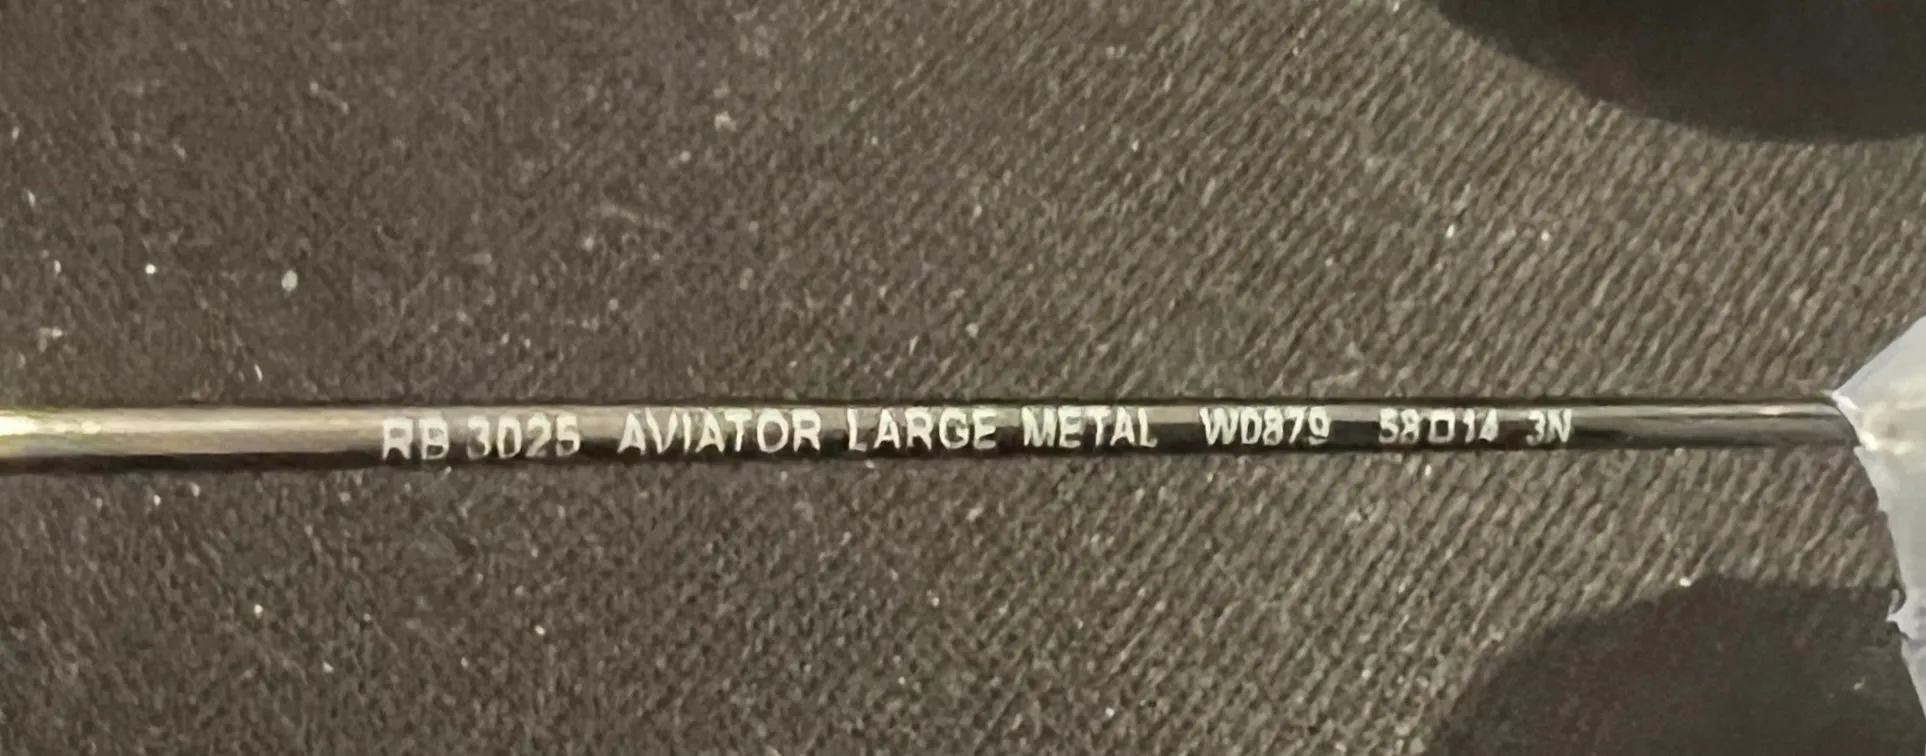 RB 3025 AVIATOR LARGE METAL W0879 58□14 3N